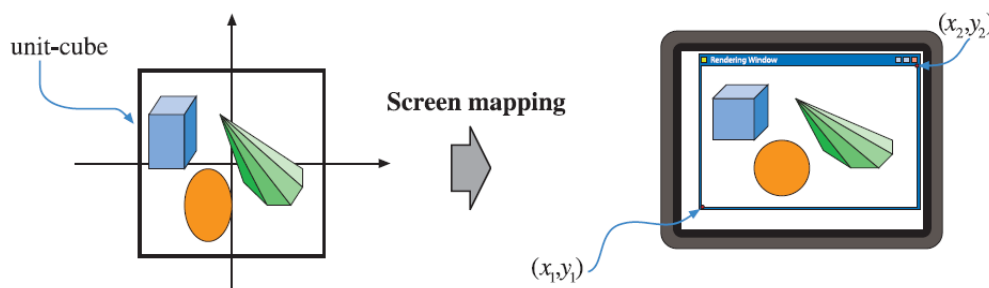 unit-cube
Screen mapping
(x₂,y₂)
Rendering Window
(x₁,y₁)